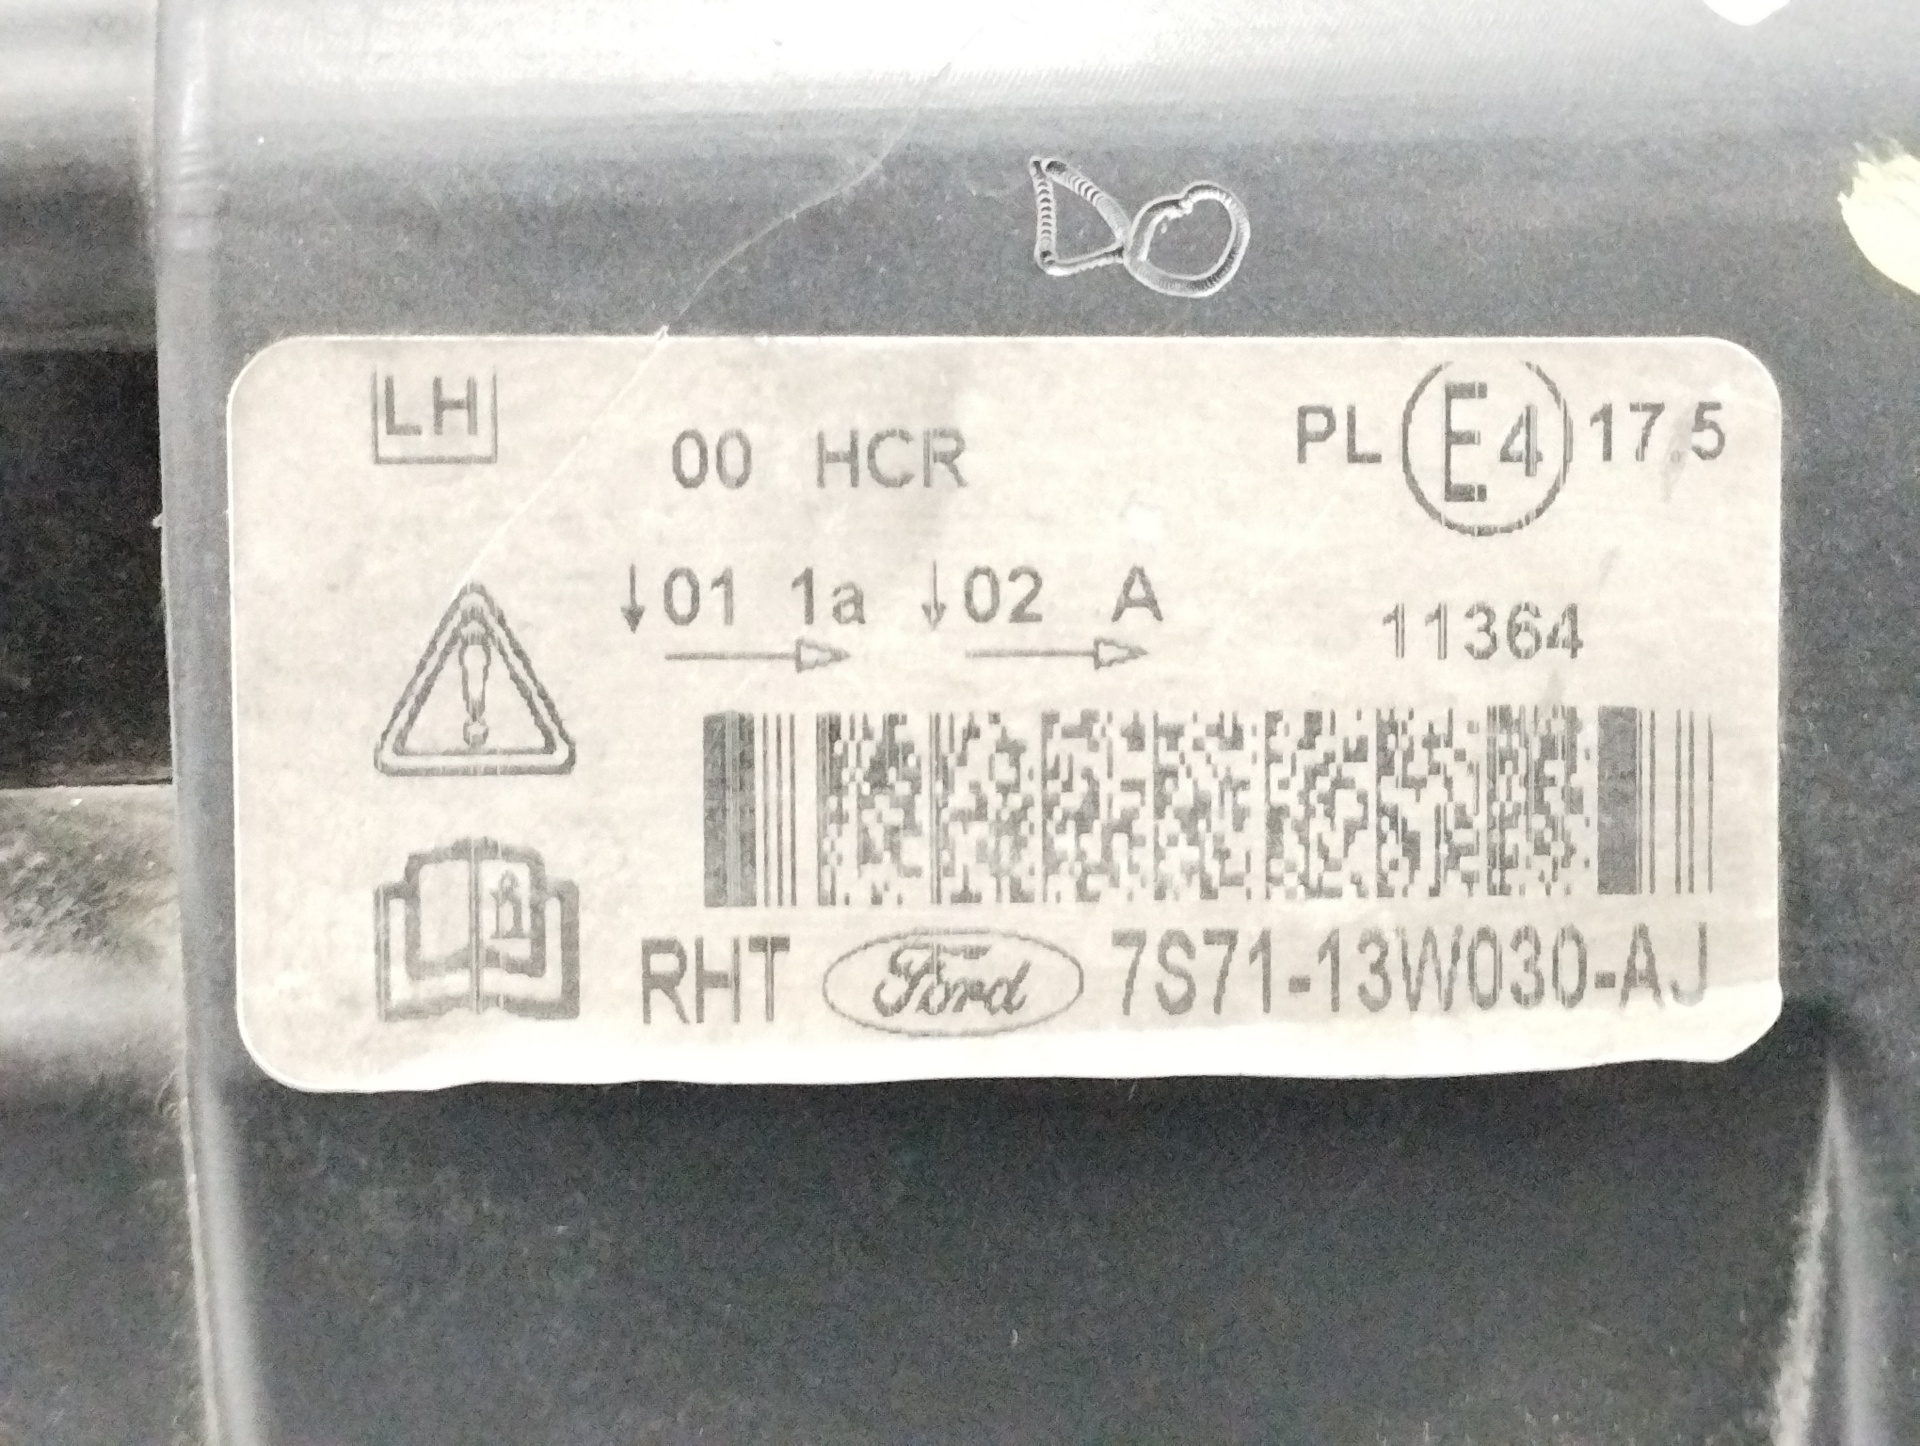 LH
00 HCR
PL E4 17.5
↓01 1a ↓02 A
11364
RHT Ford 7S71-13W030-AJ